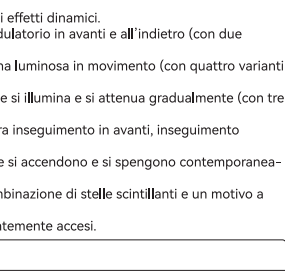 i effetti dinamici.
dulatorio in avanti e all'indietro (con due
na luminosa in movimento (con quattro varianti
e si illumina e si attenua gradualmente (con tre
ra inseguimento in avanti, inseguimento
e si accendono e si spengono contemporanea-
mbinazione di stelle scintillanti e un motivo a
ntemente accesi.